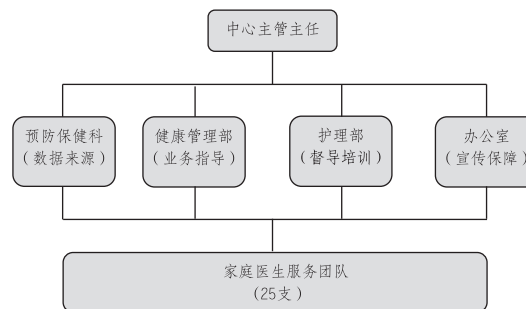 中心主管主任
预防保健科
（数据来源）
健康管理部
（业务指导）
护理部
（督导培训）
办公室
（宣传保障）
家庭医生服务团队
(25支)